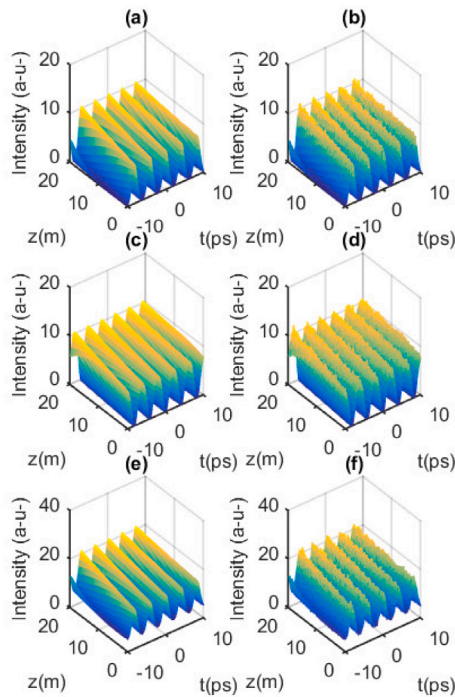 (a) (b)
Intensity (a-u-) 20 10 0 Intensity (a-u-) 20 10 0
20 10 0 z(m) -10 0 10 t(ps) 20 10 0 z(m) -10 0 10 t(ps)
(c) (d)
Intensity (a-u-) 20 10 0 Intensity (a-u-) 20 10 0
20 10 0 z(m) -10 0 10 t(ps) 20 10 0 z(m) -10 0 10 t(ps)
(e) (f)
Intensity (a-u-) 40 20 0 Intensity (a-u-) 40 20 0
20 10 0 z(m) -10 0 10 t(ps) 20 10 0 z(m) -10 0 10 t(ps)